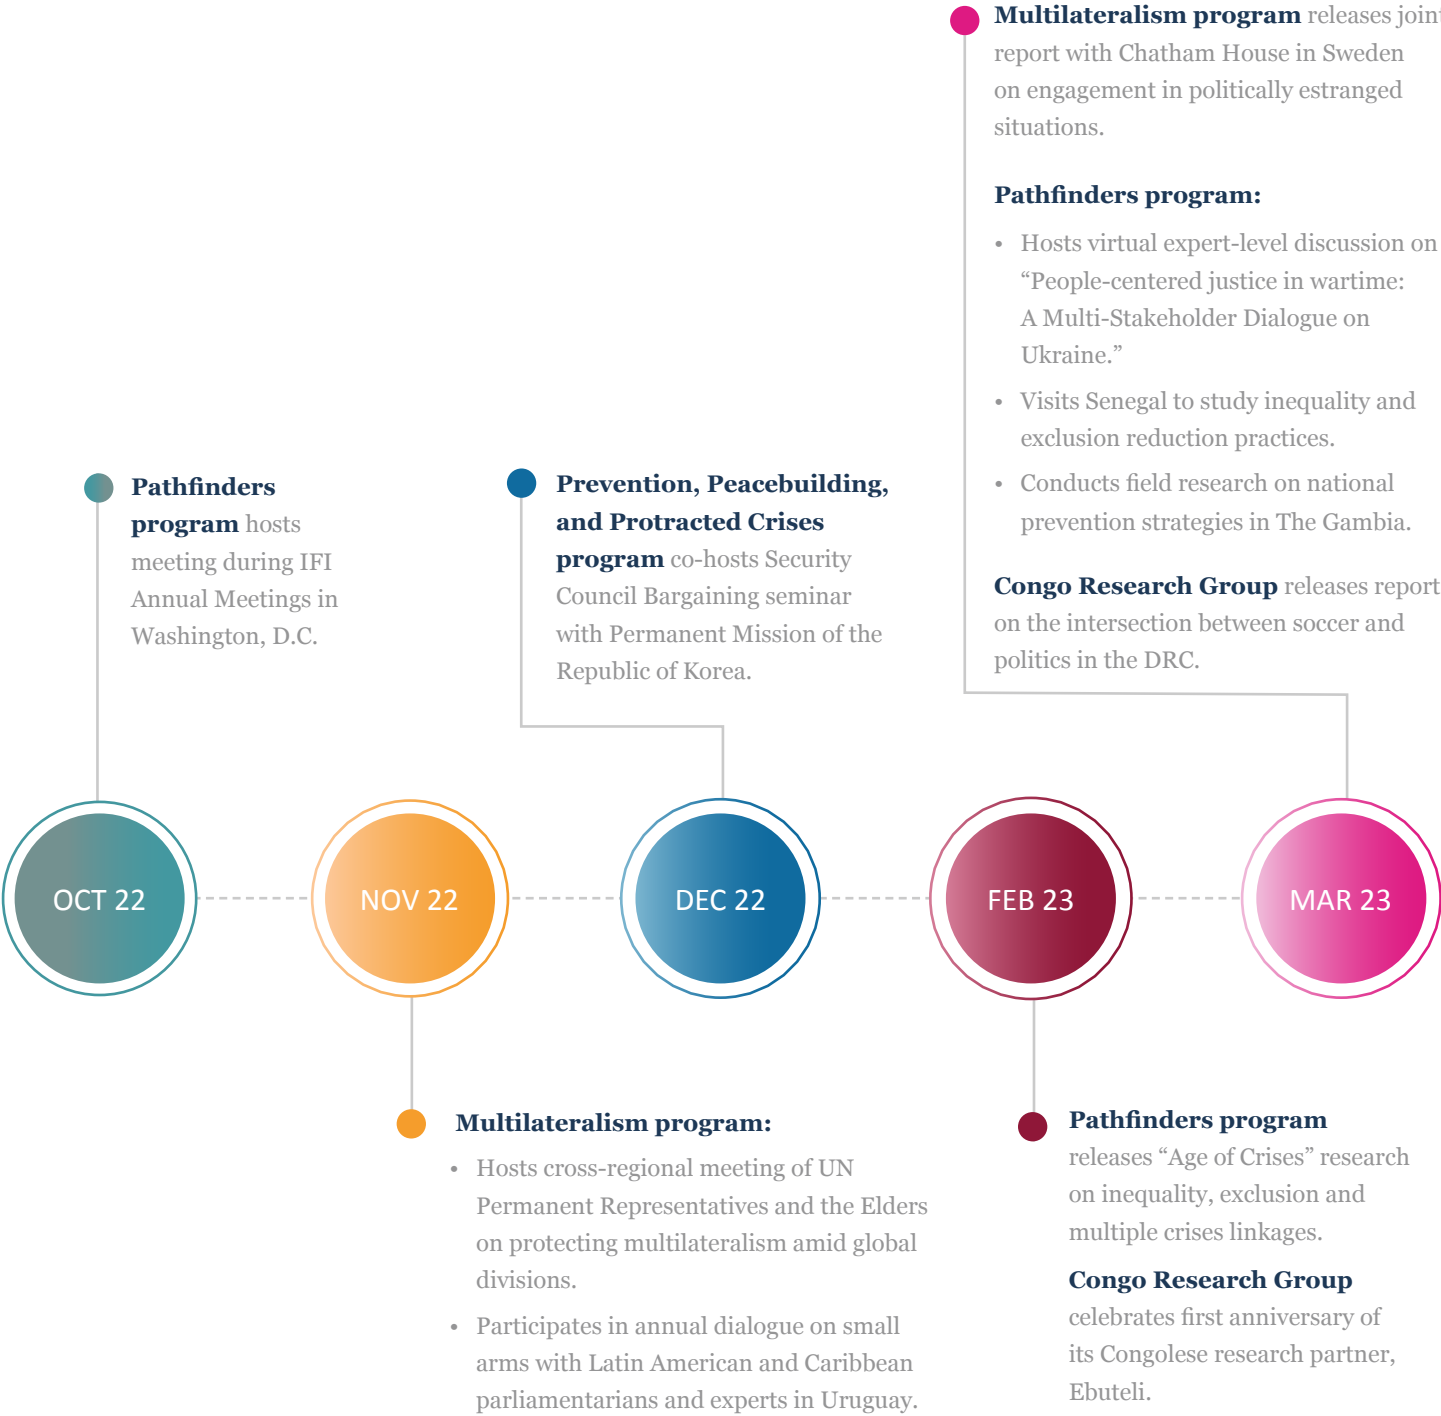 Multilateralism program releases joint
report with Chatham House in Sweden
on engagement in politically estranged
situations.
Pathfinders program:
• Hosts virtual expert-level discussion on
“People-centered justice in wartime:
A Multi-Stakeholder Dialogue on
Ukraine.”
• Visits Senegal to study inequality and
exclusion reduction practices.
• Conducts field research on national
prevention strategies in The Gambia.
Congo Research Group releases report
on the intersection between soccer and
politics in the DRC.
Pathfinders
program hosts
meeting during IFI
Annual Meetings in
Washington, D.C.
Prevention, Peacebuilding,
and Protracted Crises
program co-hosts Security
Council Bargaining seminar
with Permanent Mission of the
Republic of Korea.
OCT 22
NOV 22
DEC 22
FEB 23
MAR 23
Multilateralism program:
• Hosts cross-regional meeting of UN
Permanent Representatives and the Elders
on protecting multilateralism amid global
divisions.
• Participates in annual dialogue on small
arms with Latin American and Caribbean
parliamentarians and experts in Uruguay.
Pathfinders program
releases “Age of Crises” research
on inequality, exclusion and
multiple crises linkages.
Congo Research Group
celebrates first anniversary of
its Congolese research partner,
Ebuteli.